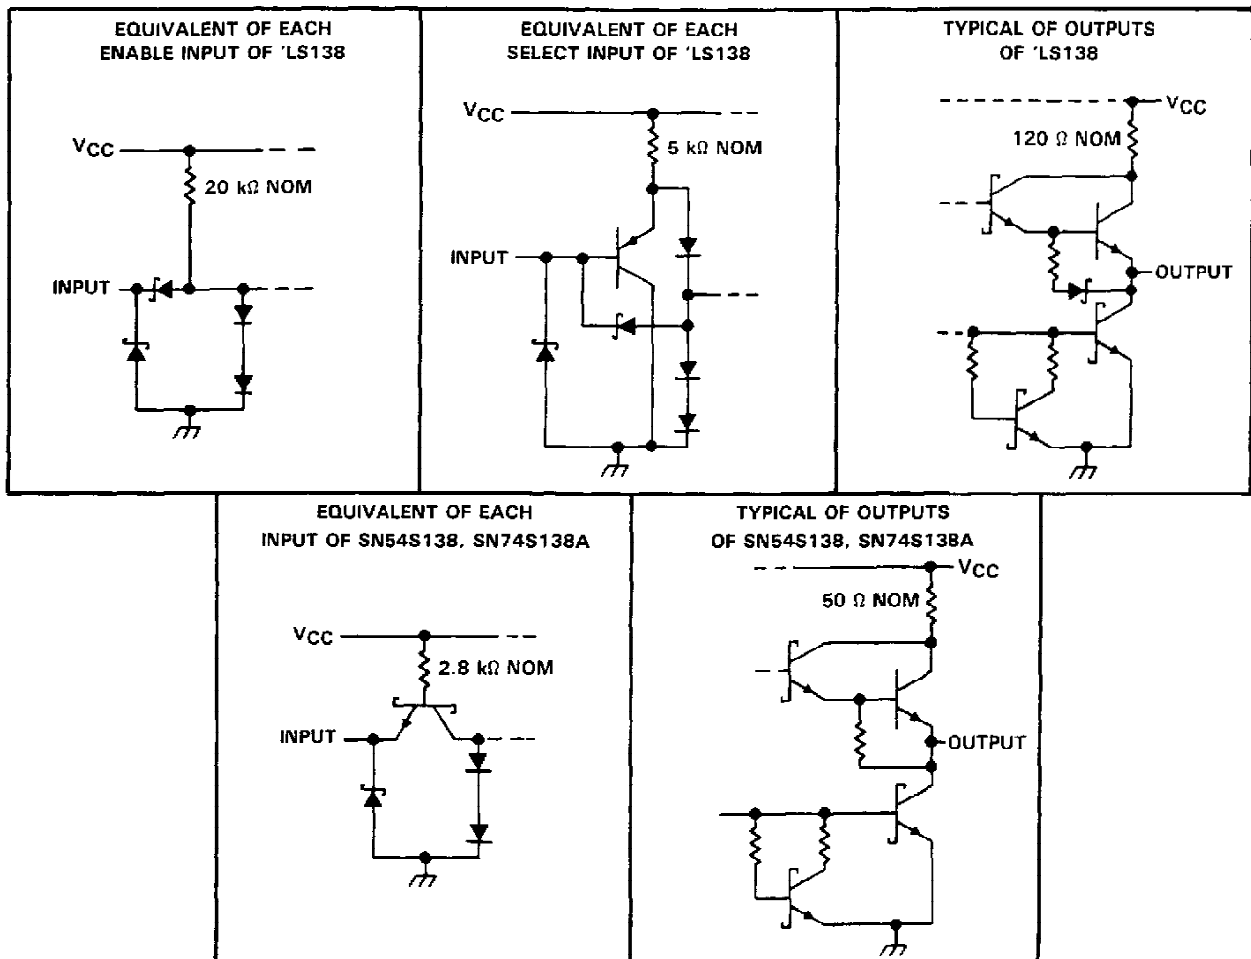 EQUIVALENT OF EACH
ENABLE INPUT OF 'LS138
VCC
20 kΩ NOM
INPUT
EQUIVALENT OF EACH
SELECT INPUT OF 'LS138
VCC
5 kΩ NOM
INPUT
TYPICAL OF OUTPUTS
OF 'LS138
VCC
120 Ω NOM
OUTPUT
EQUIVALENT OF EACH
INPUT OF SN54S138, SN74S138A
VCC
2.8 kΩ NOM
INPUT
TYPICAL OF OUTPUTS
OF SN54S138, SN74S138A
VCC
50 Ω NOM
OUTPUT